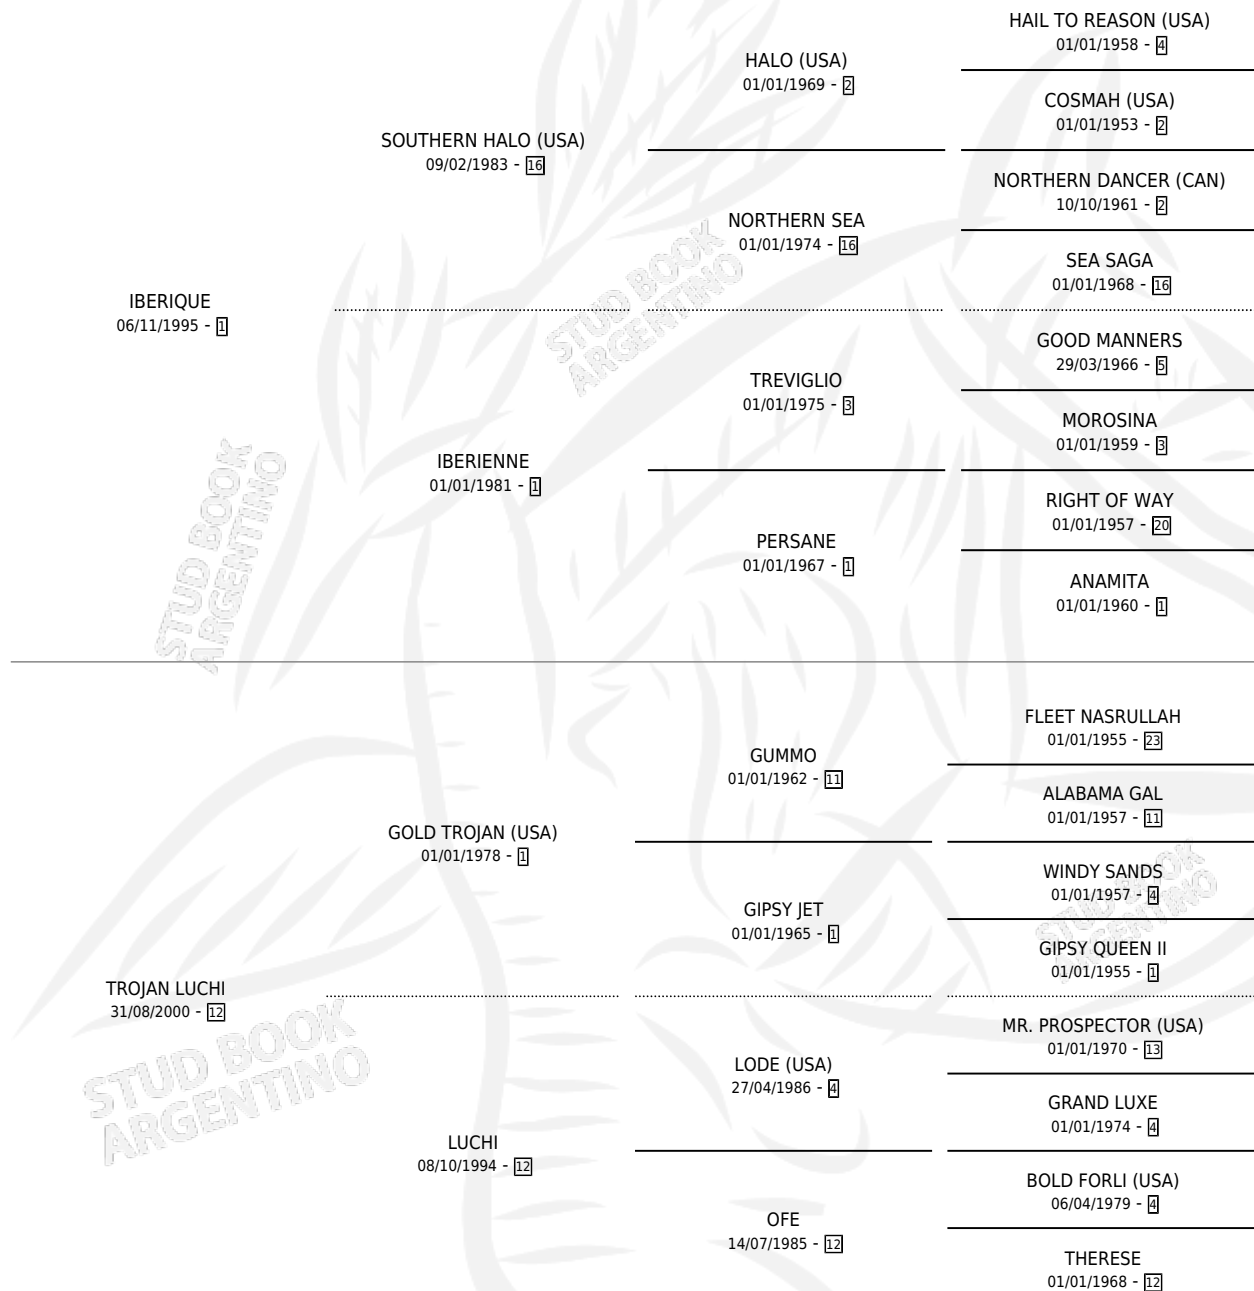 HAIL TO REASON (USA)
01/01/1958 - 4
HALO (USA)
01/01/1969 - 2
COSMAH (USA)
01/01/1953 - 2
SOUTHERN HALO (USA)
09/02/1983 - 16
NORTHERN DANCER (CAN)
10/10/1961 - 2
NORTHERN SEA
01/01/1974 - 16
SEA SAGA
01/01/1968 - 16
IBERIQUE
06/11/1995 - 1
GOOD MANNERS
29/03/1966 - 5
TREVIGLIO
01/01/1975 - 3
MOROSINA
01/01/1959 - 3
IBERIENNE
01/01/1981 - 1
RIGHT OF WAY
01/01/1957 - 20
PERSANE
01/01/1967 - 1
ANAMITA
01/01/1960 - 1
STUD BOOK
ARGENTINO
STUD BOOK
ARGENTINO
FLEET NASRULLAH
01/01/1955 - 23
GUMMO
01/01/1962 - 11
ALABAMA GAL
01/01/1957 - 11
GOLD TROJAN (USA)
01/01/1978 - 1
WINDY SANDS
01/01/1957 - 4
GIPSY JET
01/01/1965 - 1
GIPSY QUEEN II
01/01/1955 - 1
STUD BOOK
ARGENTINO
TROJAN LUCHI
31/08/2000 - 12
MR. PROSPECTOR (USA)
01/01/1970 - 13
LODE (USA)
27/04/1986 - 4
GRAND LUXE
01/01/1974 - 4
LUCHI
08/10/1994 - 12
BOLD FORLI (USA)
06/04/1979 - 4
OFE
14/07/1985 - 12
THERESE
01/01/1968 - 12
STUD BOOK
ARGENTINO